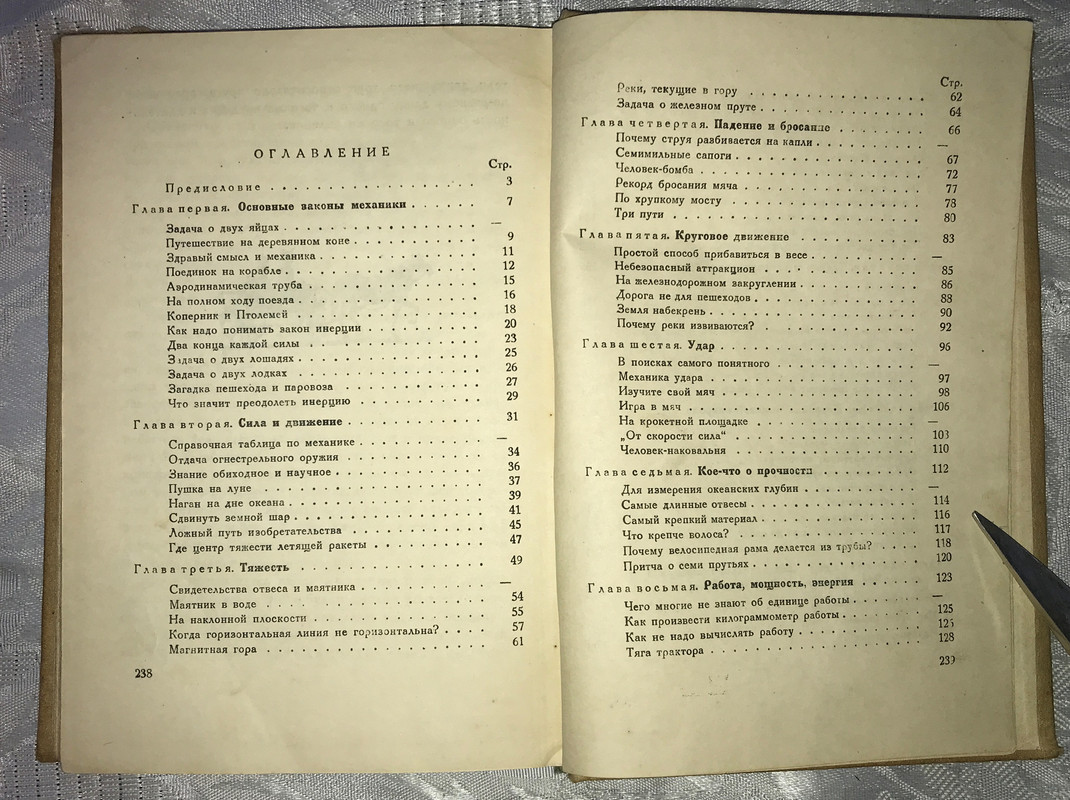 ОГЛАВЛЕНИЕ
Стр.
Предисловие . . . . . . . . . . . . . . . 3
Глава первая. Основные законы механики . . . . . . 7
Задача о двух яйцах . . . . . . . . . . . . . —
Путешествие на деревянном коне . . . . . . . . . 9
Здравый смысл и механика . . . . . . . . . . . 11
Поединок на корабле . . . . . . . . . . . . . 12
Аэродинамическая труба . . . . . . . . . . . . 15
На полном ходу поезда . . . . . . . . . . . . 16
Коперник и Птолемей . . . . . . . . . . . . . 18
Как надо понимать закон инерции . . . . . . . . 20
Два конца каждой силы . . . . . . . . . . . . 23
Задача о двух лошадях . . . . . . . . . . . . 25
Задача о двух лодках . . . . . . . . . . . . . 26
Загадка пешехода и паровоза . . . . . . . . . . 27
Что значит преодолеть инерцию . . . . . . . . . 29
Глава вторая. Сила и движение . . . . . . . . . . 31
Справочная таблица по механике . . . . . . . . . —
Отдача огнестрельного оружия . . . . . . . . . . 34
Знание обиходное и научное . . . . . . . . . . . 36
Пушка на луне . . . . . . . . . . . . . . . 37
Наган на дне океана . . . . . . . . . . . . . 39
Сдвинуть земной шар . . . . . . . . . . . . . 41
Ложный путь изобретательства . . . . . . . . . . 45
Где центр тяжести летящей ракеты . . . . . . . . 47
Глава третья. Тяжесть . . . . . . . . . . . . . 49
Свидетельства отвеса и маятника . . . . . . . . . —
Маятник в воде . . . . . . . . . . . . . . . 54
На наклонной плоскости . . . . . . . . . . . . 55
Когда горизонтальная линия не горизонтальна? . . . . 57
Магнитная гора . . . . . . . . . . . . . . . 61
238
Стр.
Реки, текущие в гору . . . . . . . . . . . . . 62
Задача о железном пруте . . . . . . . . . . . . 64
Глава четвертая. Падение и бросание . . . . . . . 66
Почему струя разбивается на капли . . . . . . . . —
Семимильные сапоги . . . . . . . . . . . . . 67
Человек-бомба . . . . . . . . . . . . . . . 72
Рекорд бросания мяча . . . . . . . . . . . . . 77
По хрупкому мосту . . . . . . . . . . . . . . 78
Три пути . . . . . . . . . . . . . . . . . 80
Глава пятая. Круговое движение . . . . . . . . . 83
Простой способ прибавиться в весе . . . . . . . . —
Небезопасный аттракцион . . . . . . . . . . . 85
На железнодорожном закруглении . . . . . . . . . 86
Дорога не для пешеходов . . . . . . . . . . . . 88
Земля набекрень . . . . . . . . . . . . . . . 90
Почему реки извиваются? . . . . . . . . . . . . 92
Глава шестая. Удар . . . . . . . . . . . . . . 96
В поисках самого понятного . . . . . . . . . . . —
Механика удара . . . . . . . . . . . . . . . 97
Изучите свой мяч . . . . . . . . . . . . . . 98
Игра в мяч . . . . . . . . . . . . . . . . 106
На крокетной площадке . . . . . . . . . . . . —
„От скорости сила“ . . . . . . . . . . . . . . 103
Человек-наковальня . . . . . . . . . . . . . . 110
Глава седьмая. Кое-что о прочности . . . . . . . . 112
Для измерения океанских глубин . . . . . . . . . —
Самые длинные отвесы . . . . . . . . . . . . . 114
Самый крепкий материал . . . . . . . . . . . . 116
Что крепче волоса? . . . . . . . . . . . . . . 117
Почему велосипедная рама делается из трубы? . . . . 118
Притча о семи прутьях . . . . . . . . . . . . . 120
Глава восьмая. Работа, мощность, энергия . . . . . . 123
Чего многие не знают об единице работы . . . . . . —
Как произвести килограммометр работы . . . . . . . 125
Как не надо вычислять работу . . . . . . . . . . 125
Тяга трактора . . . . . . . . . . . . . . . . 128
239